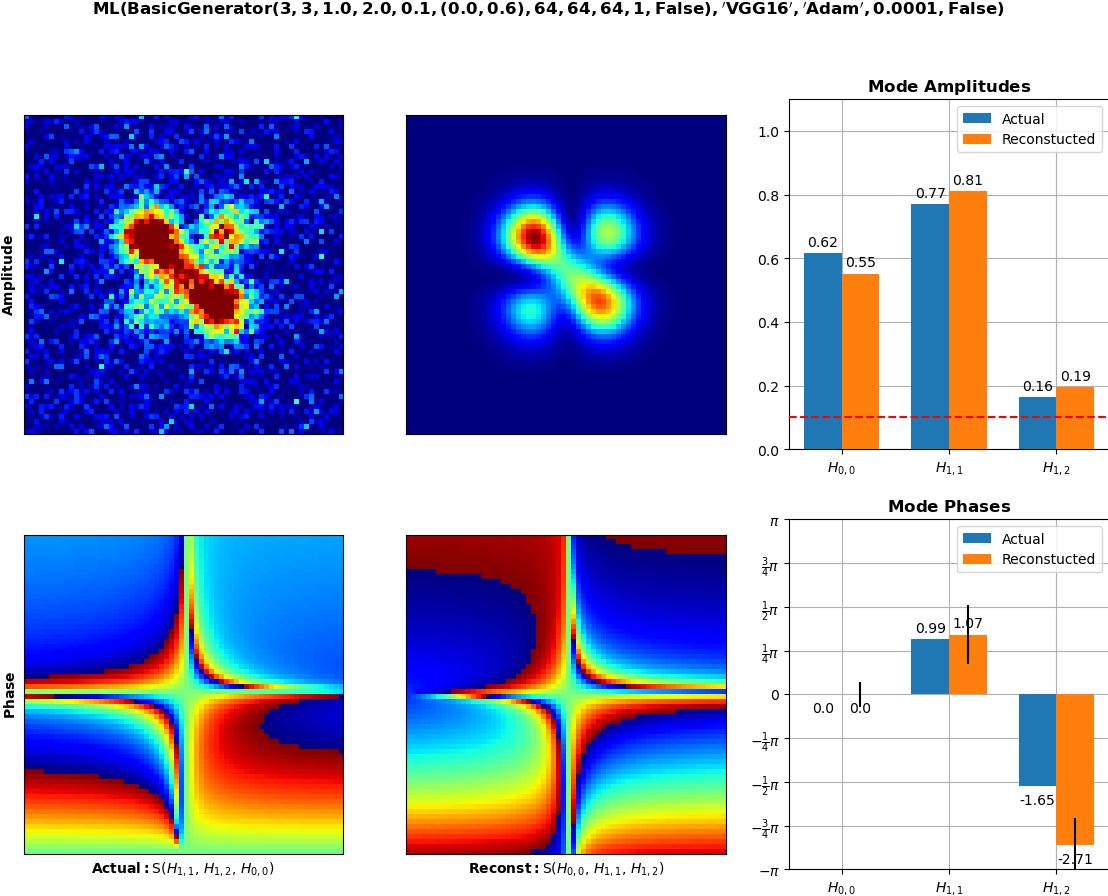 ML(BasicGenerator(3, 3, 1.0, 2.0, 0.1, (0.0, 0.6), 64, 64, 64, 1, False), ′VGG16′, ′Adam′, 0.0001, False)
Mode Amplitudes
Actual
Reconstucted
1.0
0.8
0.6
0.4
0.2
0.0
0.62
0.55
0.77
0.81
0.16
0.19
H₀,₀
H₁,₁
H₁,₂
Amplitude
Mode Phases
Actual
Reconstucted
π
¾π
½π
¼π
0
−¼π
−½π
−¾π
−π
0.0
0.0
0.99
1.07
-1.65
-2.71
H₀,₀
H₁,₁
H₁,₂
Phase
Actual: S(H₁,₁, H₁,₂, H₀,₀)
Reconst: S(H₀,₀, H₁,₁, H₁,₂)